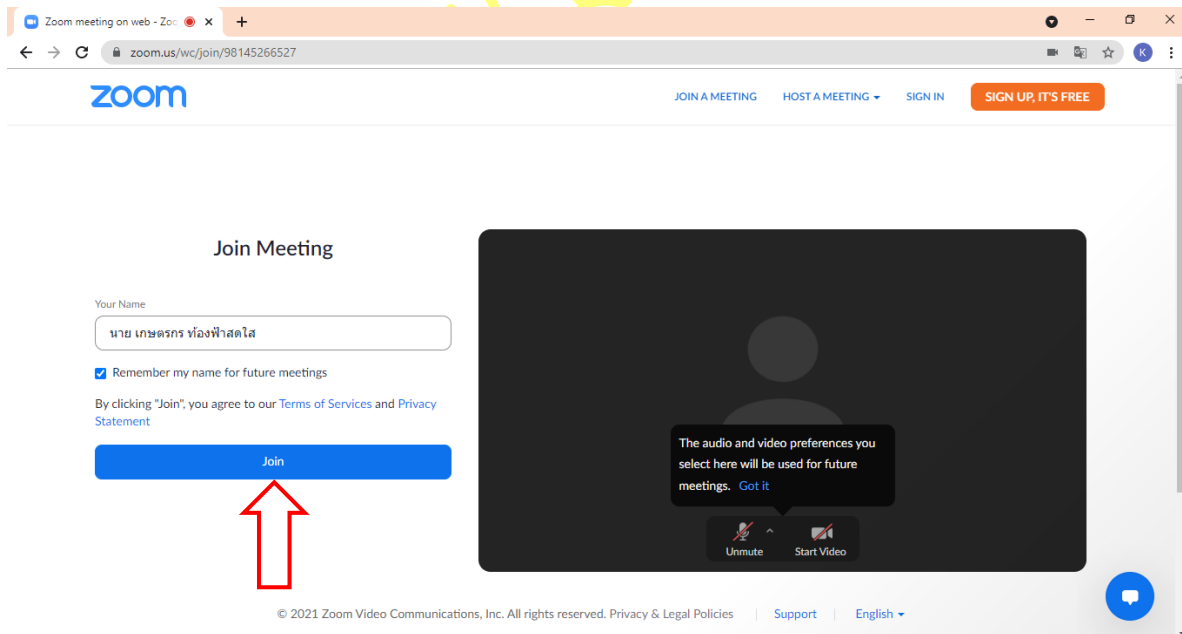 Zoom meeting on web - Zoo
zoom.us/wc/join/98145266527
K
zoom
JOIN A MEETING
HOST A MEETING
SIGN IN
SIGN UP, IT'S FREE
Join Meeting
Your Name
นาย เกษตรกร ท้องฟ้าสดใส
Remember my name for future meetings
By clicking "Join", you agree to our Terms of Services and Privacy
Statement
Join
The audio and video preferences you
select here will be used for future
meetings. Got it
Unmute
Start Video
© 2021 Zoom Video Communications, Inc. All rights reserved. Privacy & Legal Policies
Support
English